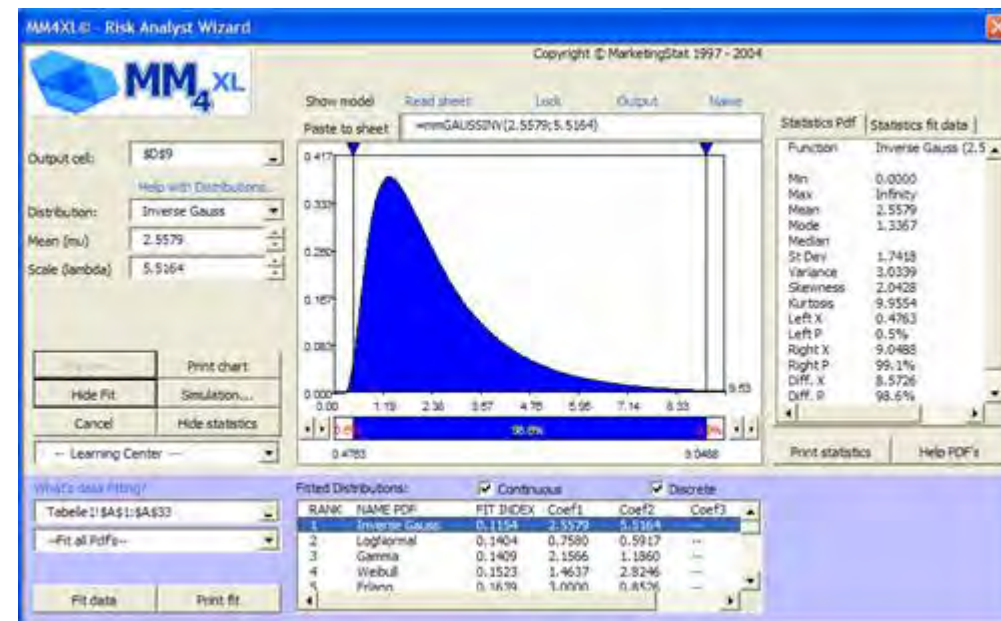 MM4XL© - Risk Analyst Wizard
Copyright © MarketingStat 1997 - 2004
MM4XL
Show model Read sheet Lock Output Name
Paste to sheet =mmGAUSSINV(2.5579;5.5164)
Output cell: $D$9
Help with Distributions...
Distribution: Inverse Gauss
Mean (mu) 2.5579
Scale (lambda) 5.5164
Print chart
Hide Fit Simulation...
Cancel Hide statistics
-- Learning Center --
0.417
0.333
0.250
0.167
0.083
0.000
9.53
0.00 1.19 2.38 3.57 4.76 5.95 7.14 8.33
98.6%
0.4763 9.0488
Statistics Pdf Statistics fit data
Function Inverse Gauss (2.5
Min 0.0000
Max Infinity
Mean 2.5579
Mode 1.3367
Median
St Dev 1.7418
Variance 3.0339
Skewness 2.0428
Kurtosis 9.9554
Left X 0.4763
Left P 0.5%
Right X 9.0488
Right P 99.1%
Diff. X 8.5726
Diff. P 98.6%
Print statistics Help PDF's
What's data fitting?
Tabelle1!$A$1:$A$33
--Fit all Pdf's--
Fit data Print fit
Fitted Distributions: Continuous Discrete
RANK NAME PDF FIT INDEX Coef1 Coef2 Coef3
1 Inverse Gauss 0.1154 2.5579 5.5164 --
2 LogNormal 0.1404 0.7580 0.5917 --
3 Gamma 0.1409 2.1566 1.1860 --
4 Weibull 0.1523 1.4637 2.8246 --
5 Erlang 0.1639 3.0000 0.8526 --